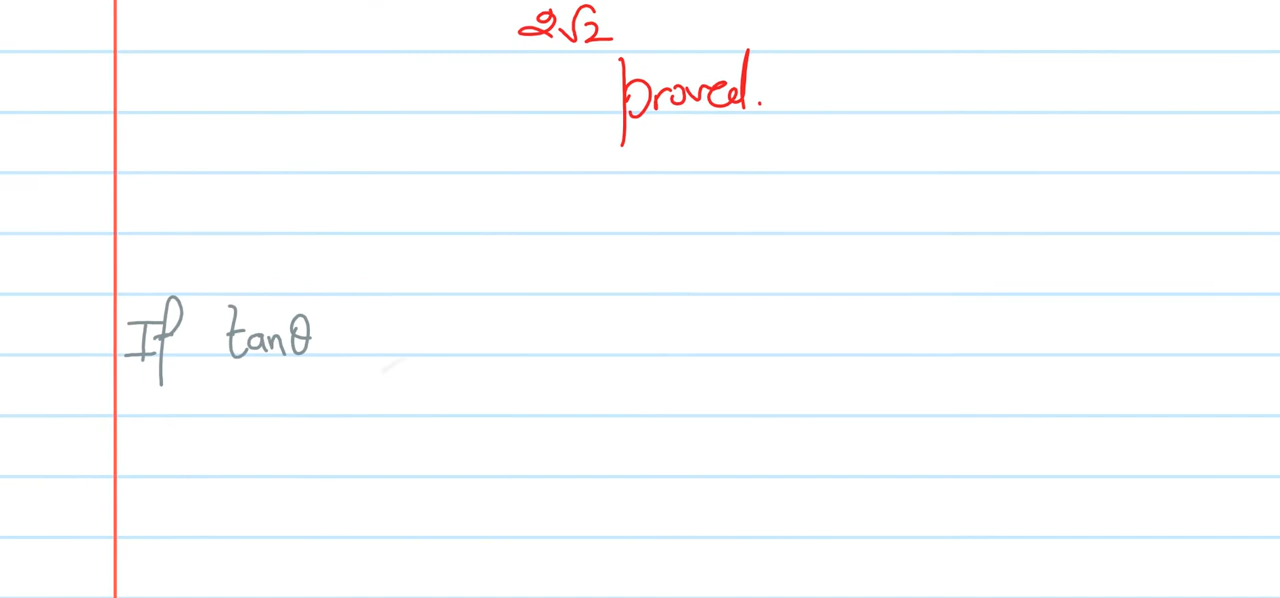 2√2
proved.
If tanθ